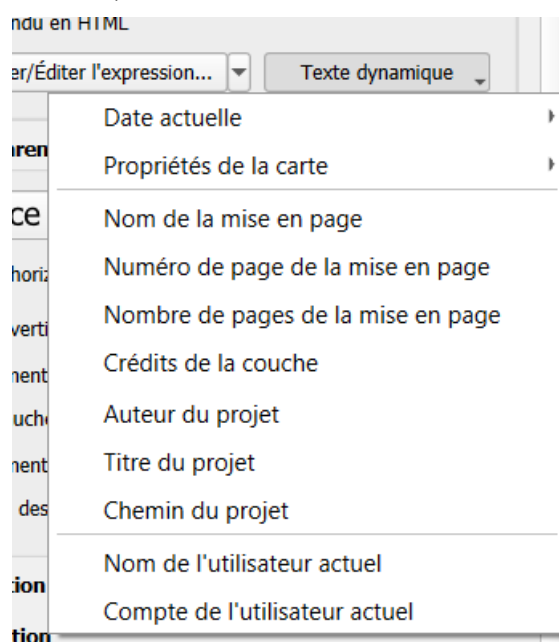 ndu en HTML
er/Éditer l'expression...
Texte dynamique
Date actuelle
Propriétés de la carte
Nom de la mise en page
Numéro de page de la mise en page
Nombre de pages de la mise en page
Crédits de la couche
Auteur du projet
Titre du projet
Chemin du projet
des
Nom de l'utilisateur actuel
Compte de l'utilisateur actuel